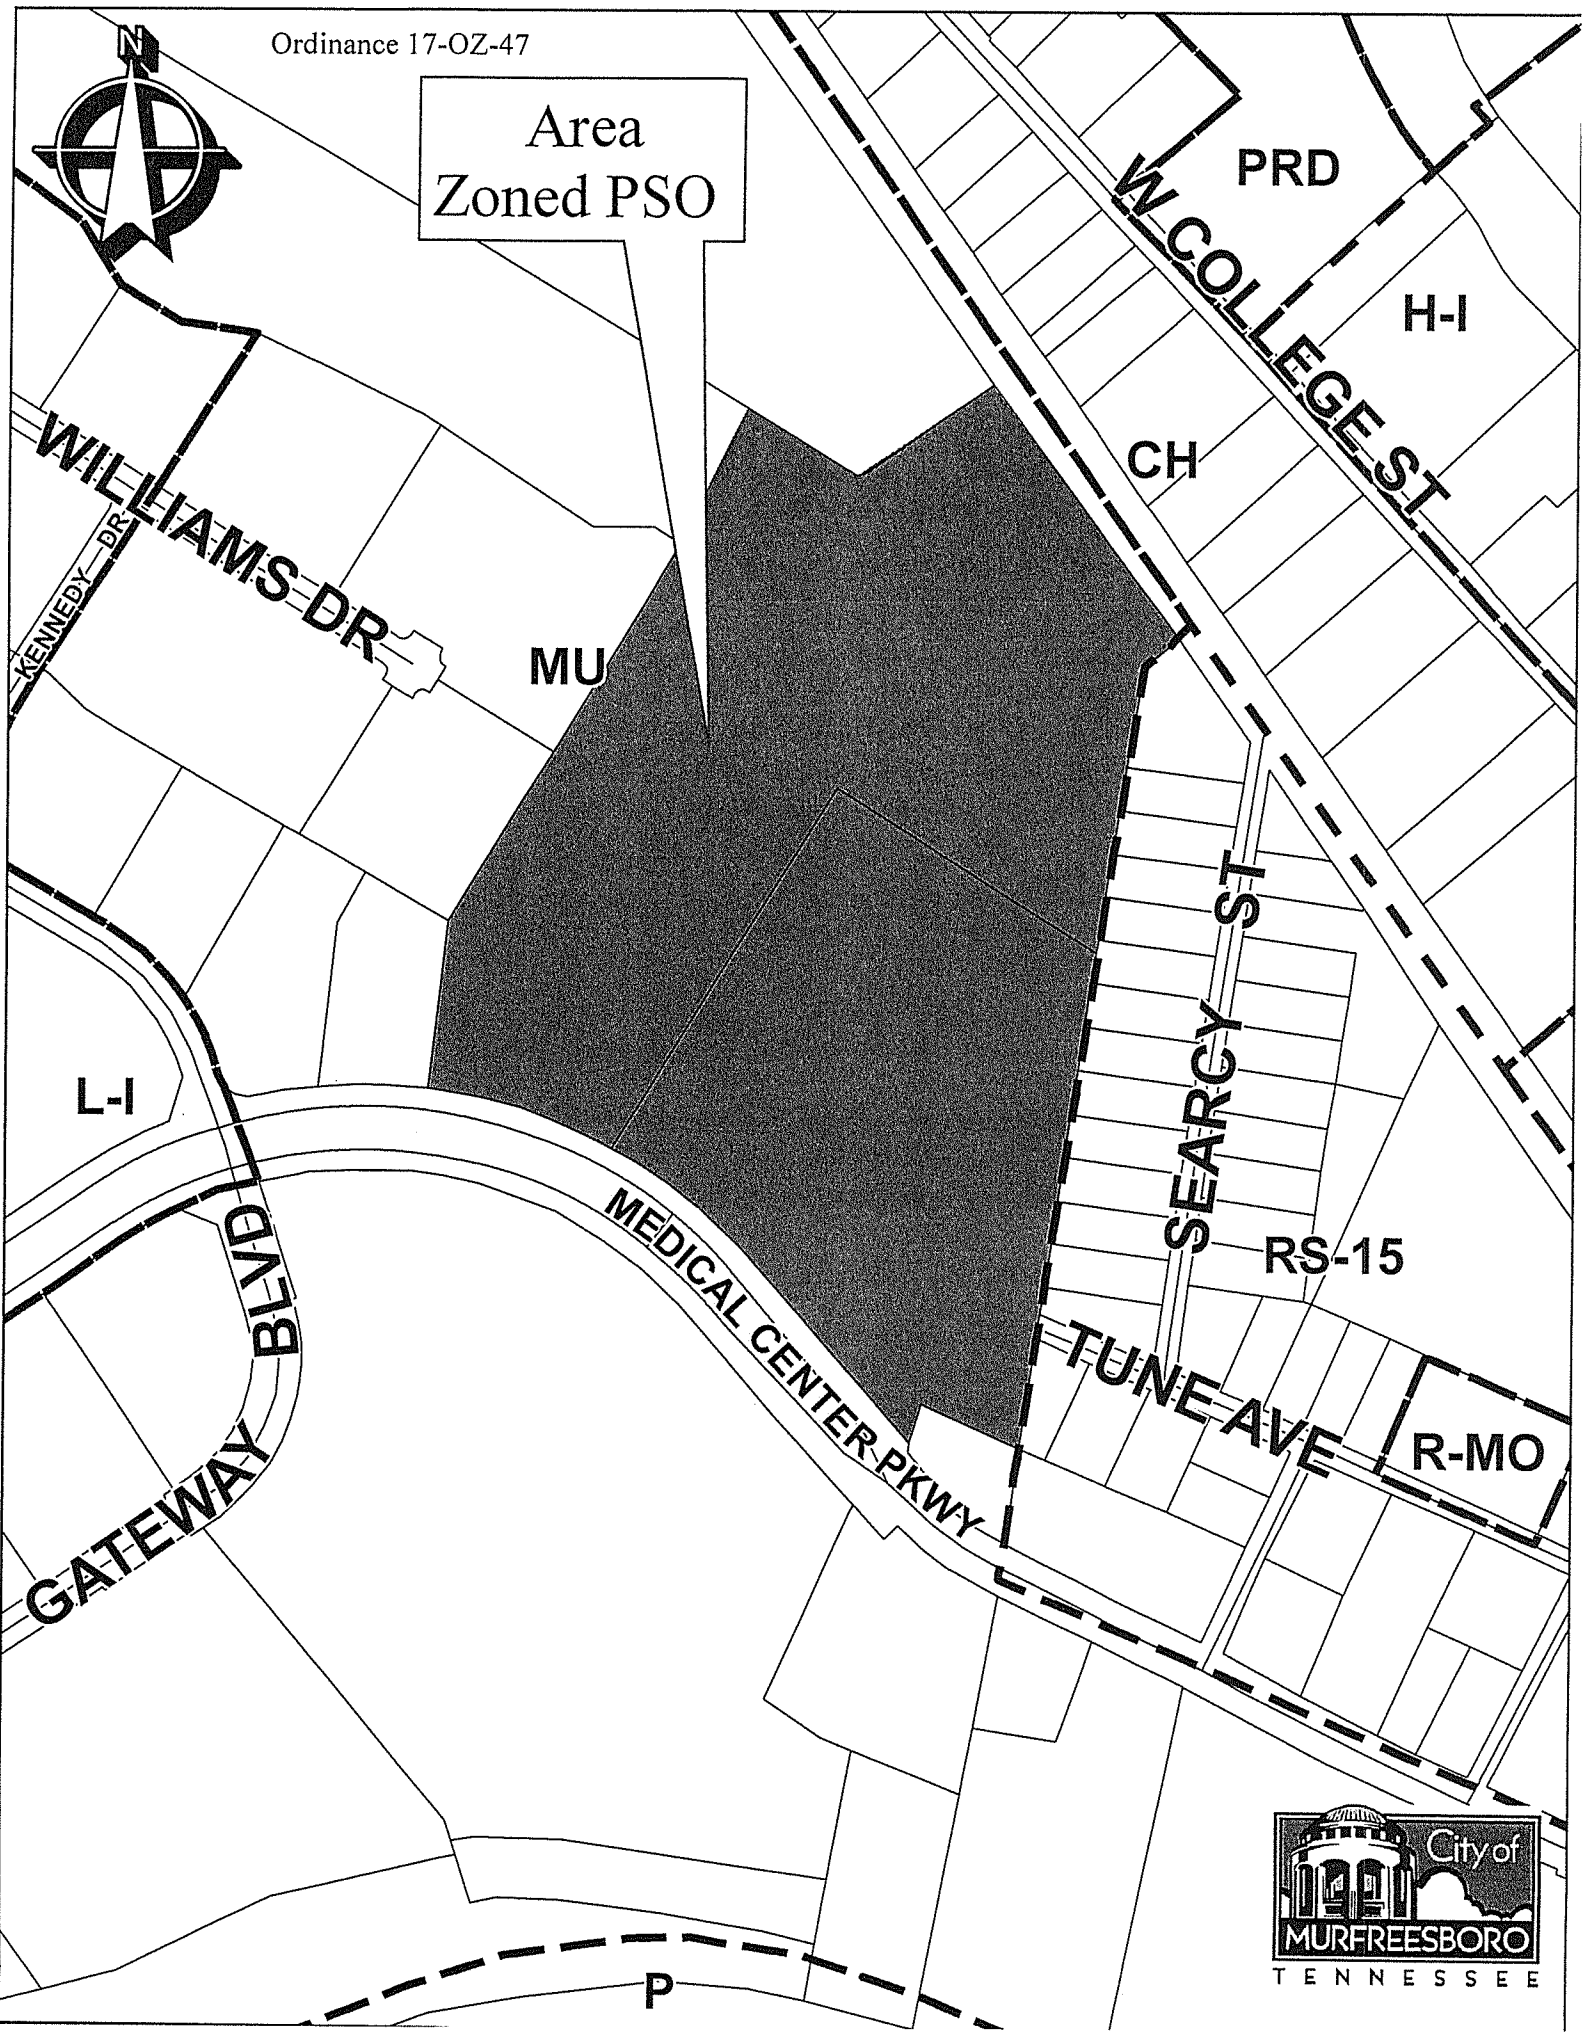 N
Ordinance 17-OZ-47
Area
Zoned PSO
PRD
W COLLEGE ST
H-I
CH
WILLIAMS DR
KENNEDY DR
MU
SEARCY ST
L-I
MEDICAL CENTER PKWY
RS-15
GATEWAY BLVD
TUNE AVE
R-MO
City of
MURFREESBORO
TENNESSEE
P